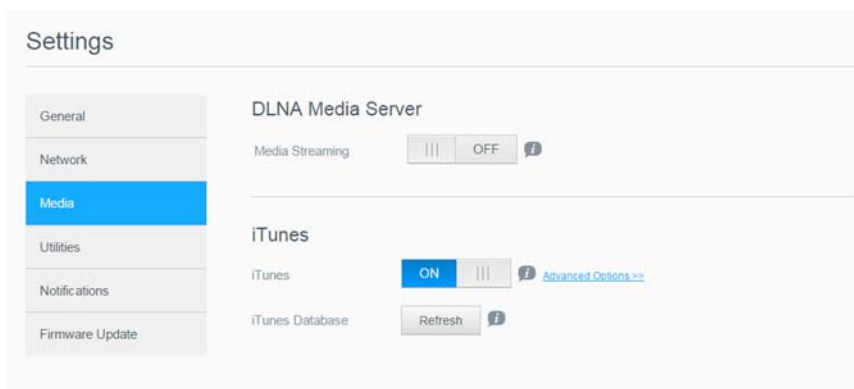 Settings
General
Network
Media
Utilities
Notifications
Firmware Update
DLNA Media Server
Media Streaming OFF i
iTunes
iTunes ON i Advanced Options >>
iTunes Database Refresh i